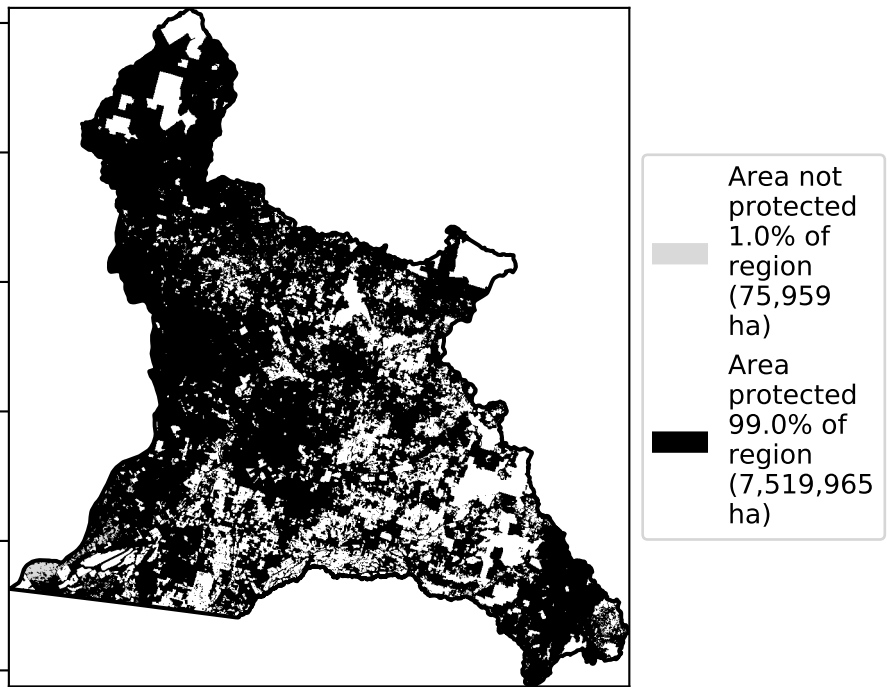 Area not
protected
1.0% of
region
(75,959
ha)
Area
protected
99.0% of
region
(7,519,965
ha)